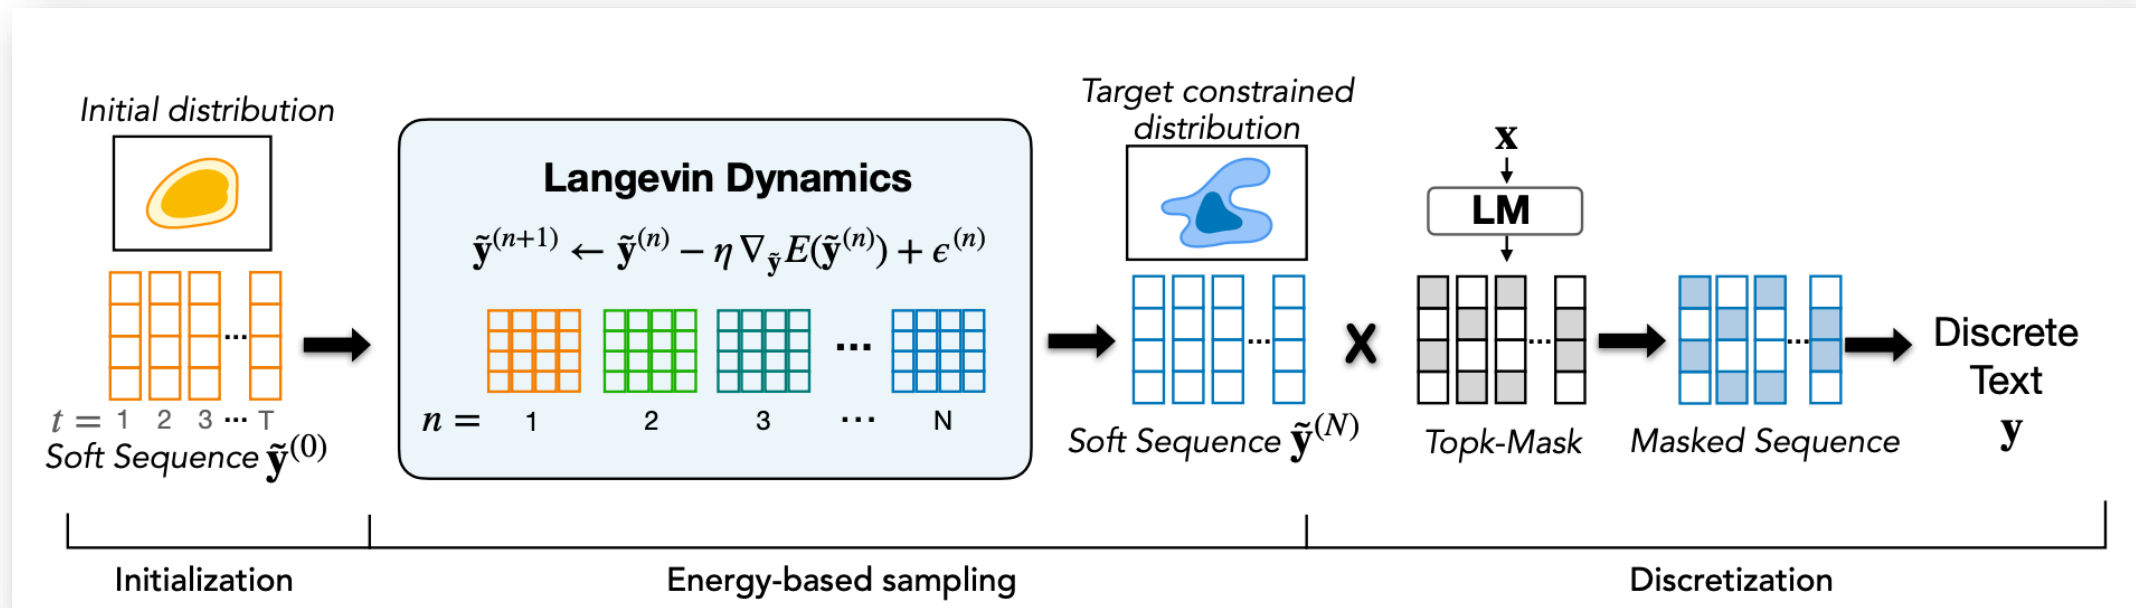 Initial distribution
t = 1 2 3 ... T
Soft Sequence ỹ^(0)
Langevin Dynamics
ỹ^(n+1) ← ỹ^(n) − η ∇_ỹ E(ỹ^(n)) + ϵ^(n)
...
n = 1 2 3 ... N
Target constrained
distribution
...
Soft Sequence ỹ^(N)
X
x
LM
...
Topk-Mask
...
Masked Sequence
Discrete
Text
y
Initialization
Energy-based sampling
Discretization